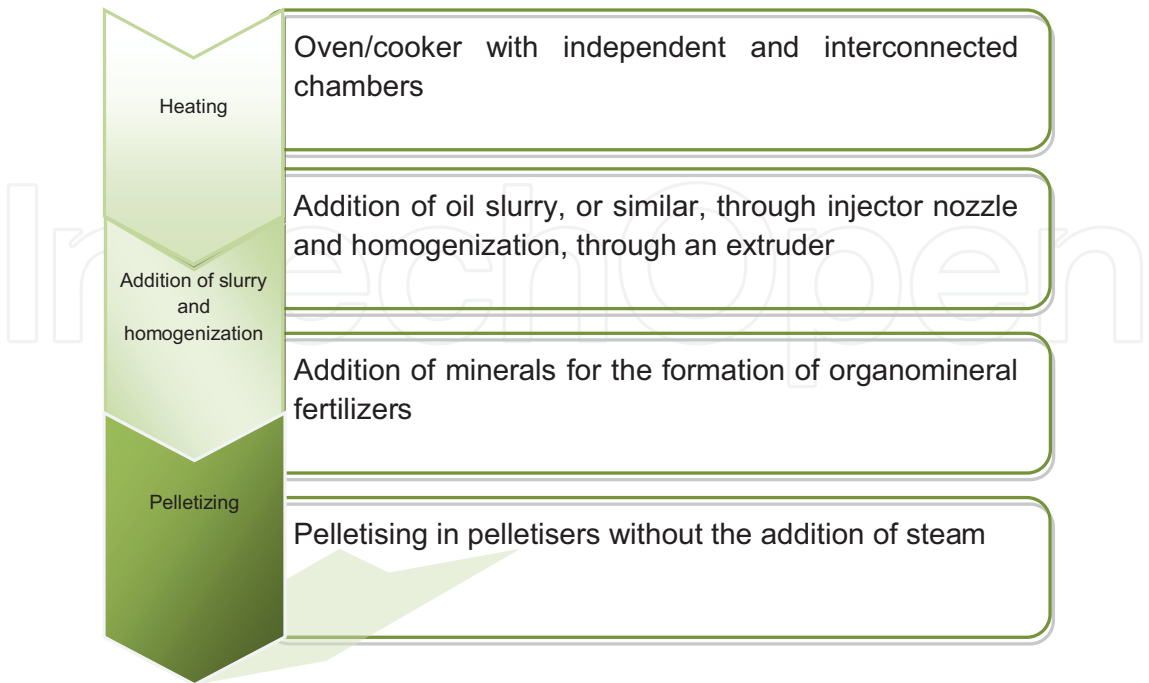 Heating
Oven/cooker with independent and interconnected
chambers
Addition of slurry
and
homogenization
Addition of oil slurry, or similar, through injector nozzle
and homogenization, through an extruder
Addition of minerals for the formation of organomineral
fertilizers
Pelletizing
Pelletising in pelletisers without the addition of steam
IntechOpen